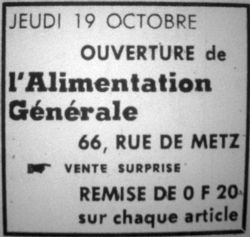 JEUDI 19 OCTOBRE
OUVERTURE de
l'Alimentation
Générale
66, RUE DE METZ
VENTE SURPRISE
REMISE DE 0 F 20
sur chaque article